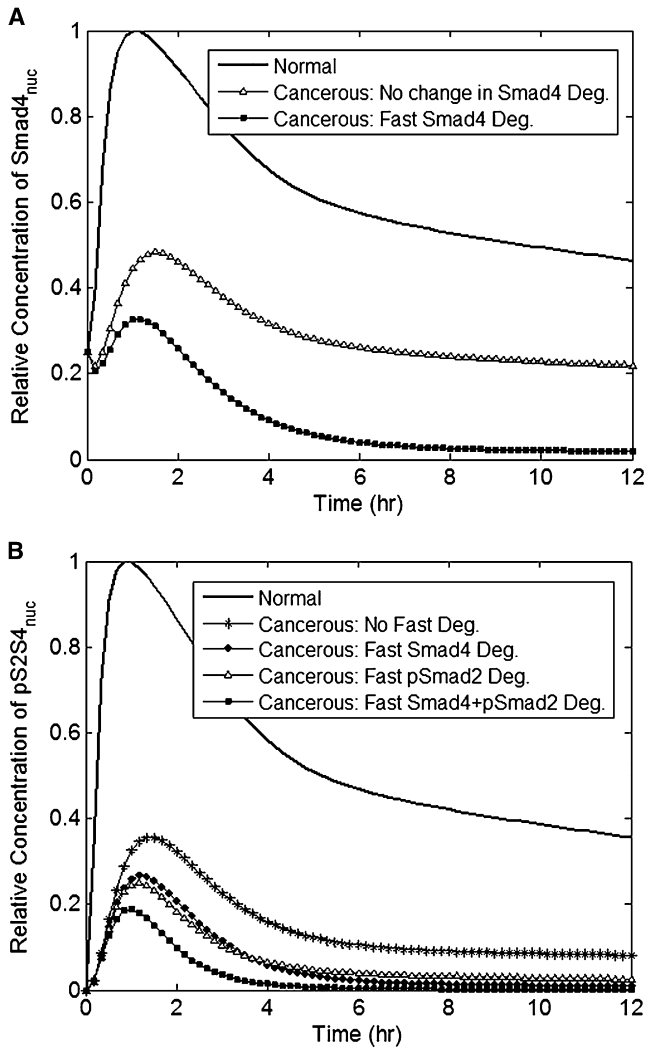 A
Relative Concentration of Smad4nuc
1
0.8
0.6
0.4
0.2
0
Normal
Cancerous: No change in Smad4 Deg.
Cancerous: Fast Smad4 Deg.
0 2 4 6 8 10 12
Time (hr)
B
Relative Concentration of pS2S4nuc
1
0.8
0.6
0.4
0.2
0
Normal
Cancerous: No Fast Deg.
Cancerous: Fast Smad4 Deg.
Cancerous: Fast pSmad2 Deg.
Cancerous: Fast Smad4+pSmad2 Deg.
0 2 4 6 8 10 12
Time (hr)